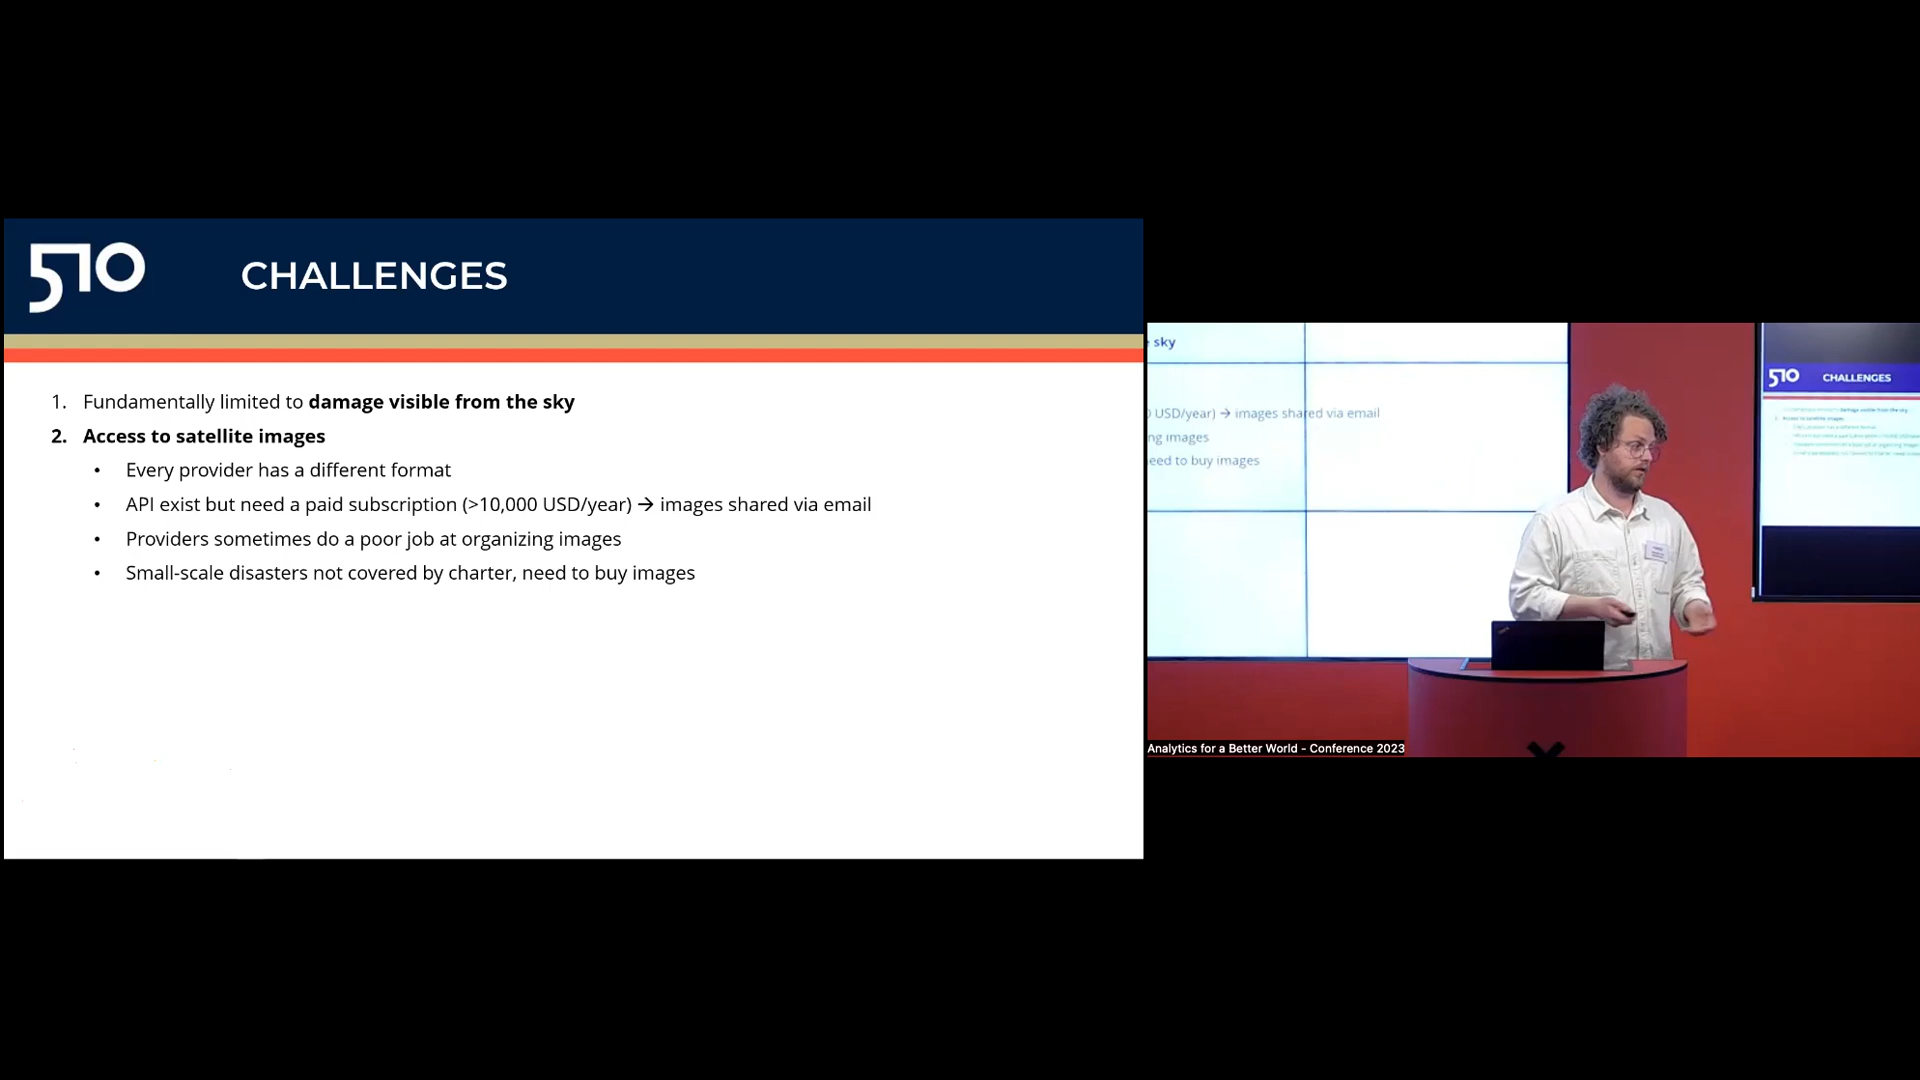 510
CHALLENGES
1. Fundamentally limited to damage visible from the sky
2. Access to satellite images
• Every provider has a different format
• API exist but need a paid subscription (>10,000 USD/year) → images shared via email
• Providers sometimes do a poor job at organizing images
• Small-scale disasters not covered by charter, need to buy images
sky
USD/year) → images shared via email
ng images
eed to buy images
510
CHALLENGES
Analytics for a Better World - Conference 2023